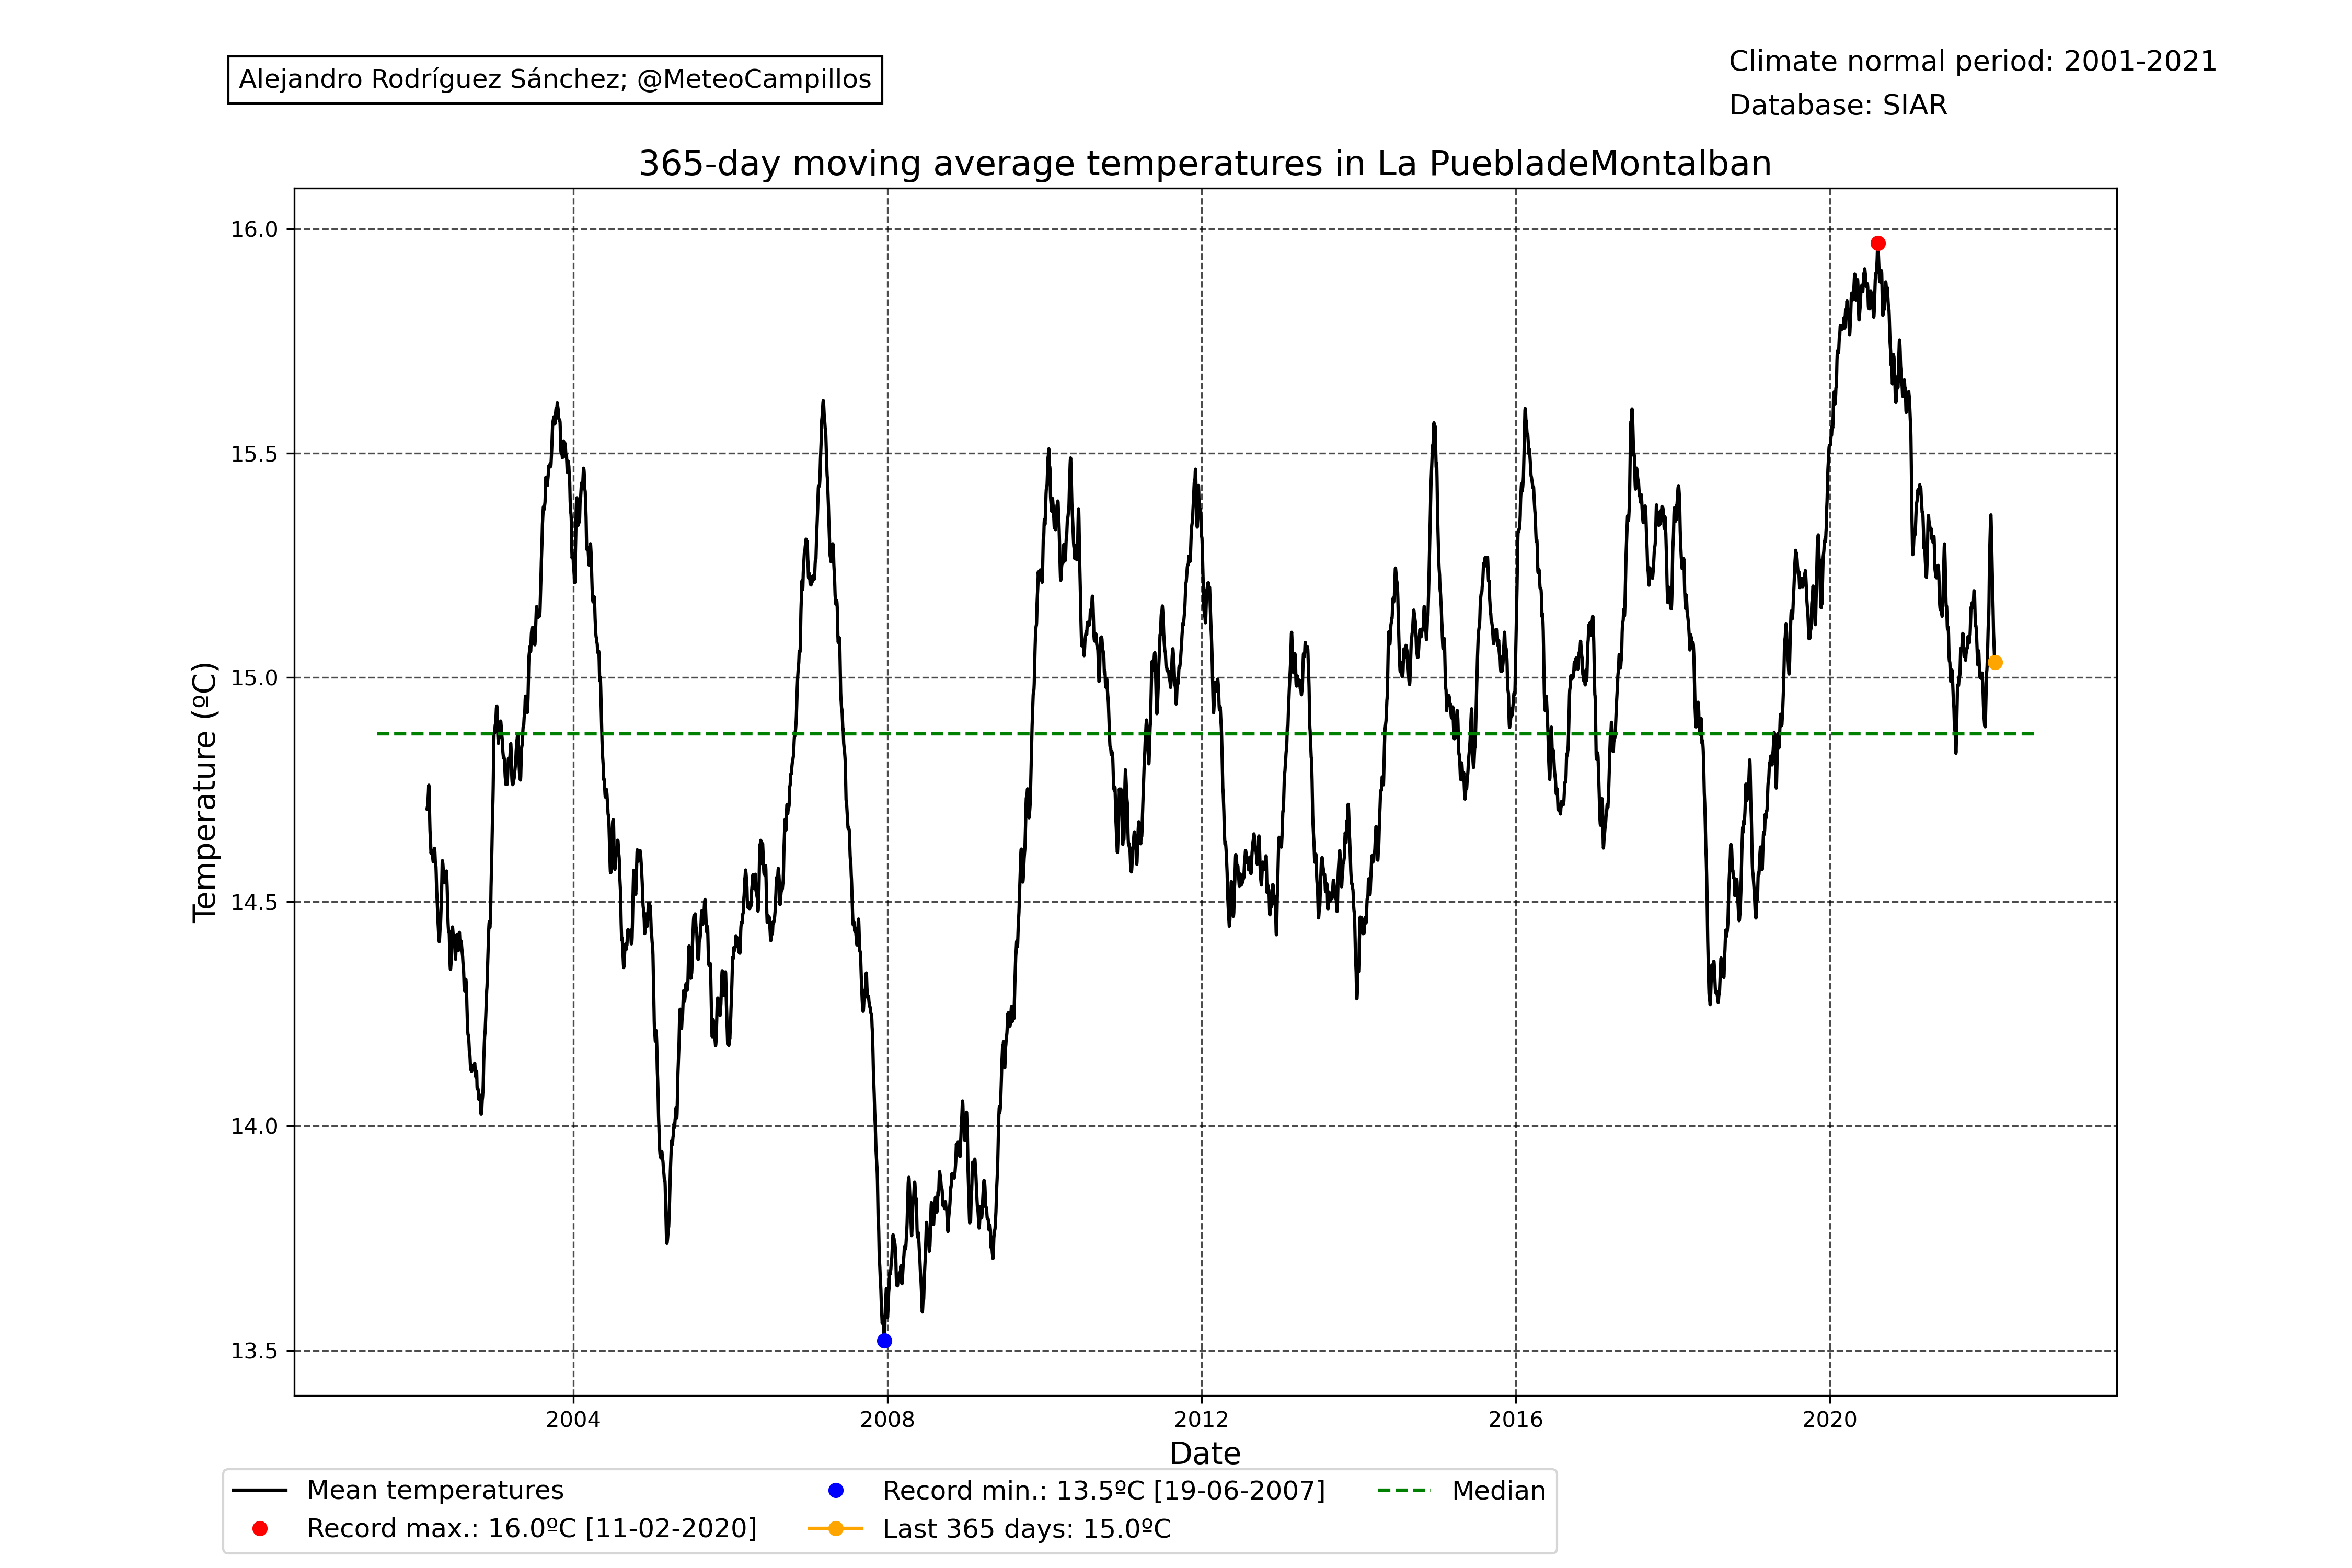 Alejandro Rodríguez Sánchez; @MeteoCampillos
Climate normal period: 2001-2021
Database: SIAR
365-day moving average temperatures in La PuebladeMontalban
16.0
15.5
15.0
14.5
14.0
13.5
Temperature (ºC)
2004 2008 2012 2016 2020
Date
Mean temperatures
Record max.: 16.0ºC [11-02-2020]
Record min.: 13.5ºC [19-06-2007]
Last 365 days: 15.0ºC
Median